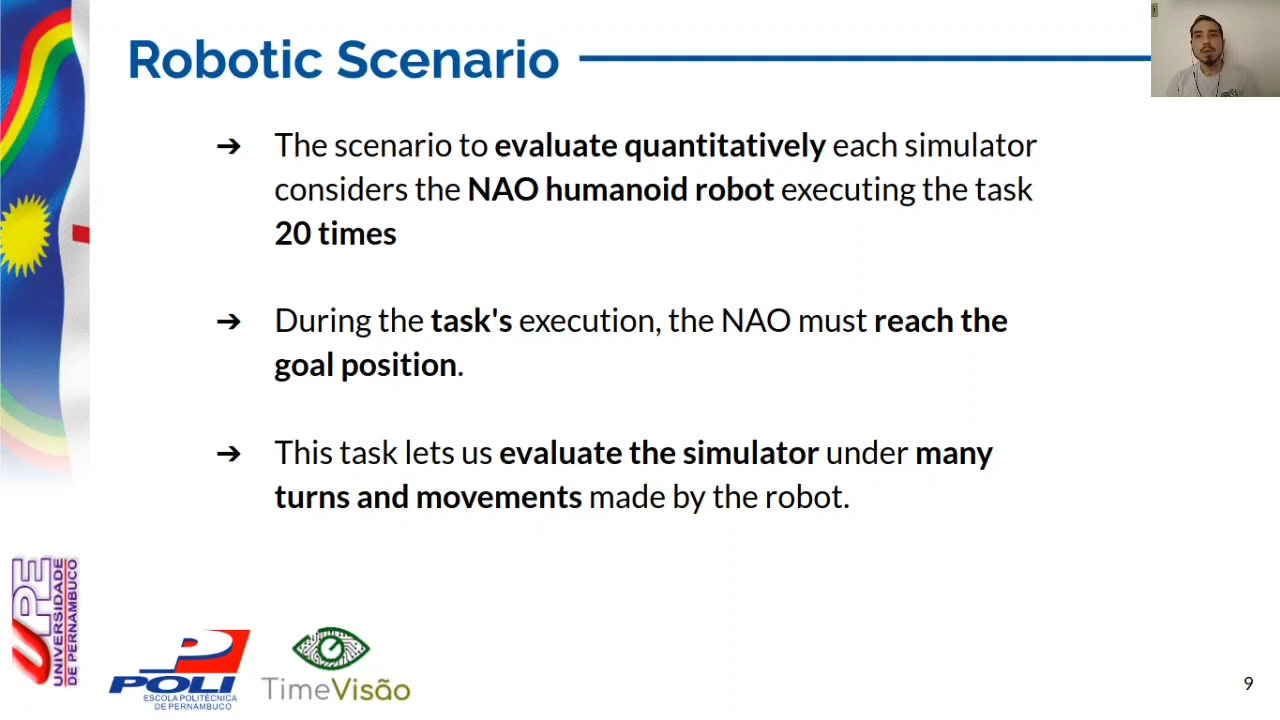 Robotic Scenario
➔ The scenario to evaluate quantitatively each simulator
considers the NAO humanoid robot executing the task
20 times
➔ During the task's execution, the NAO must reach the
goal position.
➔ This task lets us evaluate the simulator under many
turns and movements made by the robot.
UPE
UNIVERSIDADE
DE PERNAMBUCO
POLI
ESCOLA POLITÉCNICA
DE PERNAMBUCO
TimeVisão
9